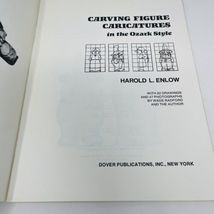 CARVING FIGURE
CARICATURES
in the Ozark Style
HAROLD L. ENLOW
WITH 20 DRAWINGS
AND 47 PHOTOGRAPHS
BY WADE RADFORD
AND THE AUTHOR
DOVER PUBLICATIONS, INC., NEW YORK